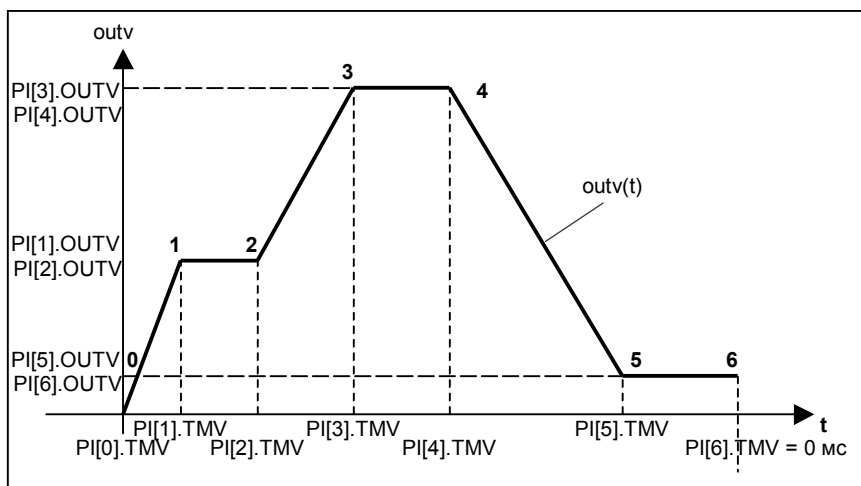 outv
3
PI[3].OUTV
PI[4].OUTV
4
outv(t)
PI[1].OUTV
PI[2].OUTV
1
2
PI[5].OUTV
PI[6].OUTV
0
5
6
t
PI[1].TMV
PI[3].TMV
PI[5].TMV
PI[0].TMV
PI[2].TMV
PI[4].TMV
PI[6].TMV = 0 мс